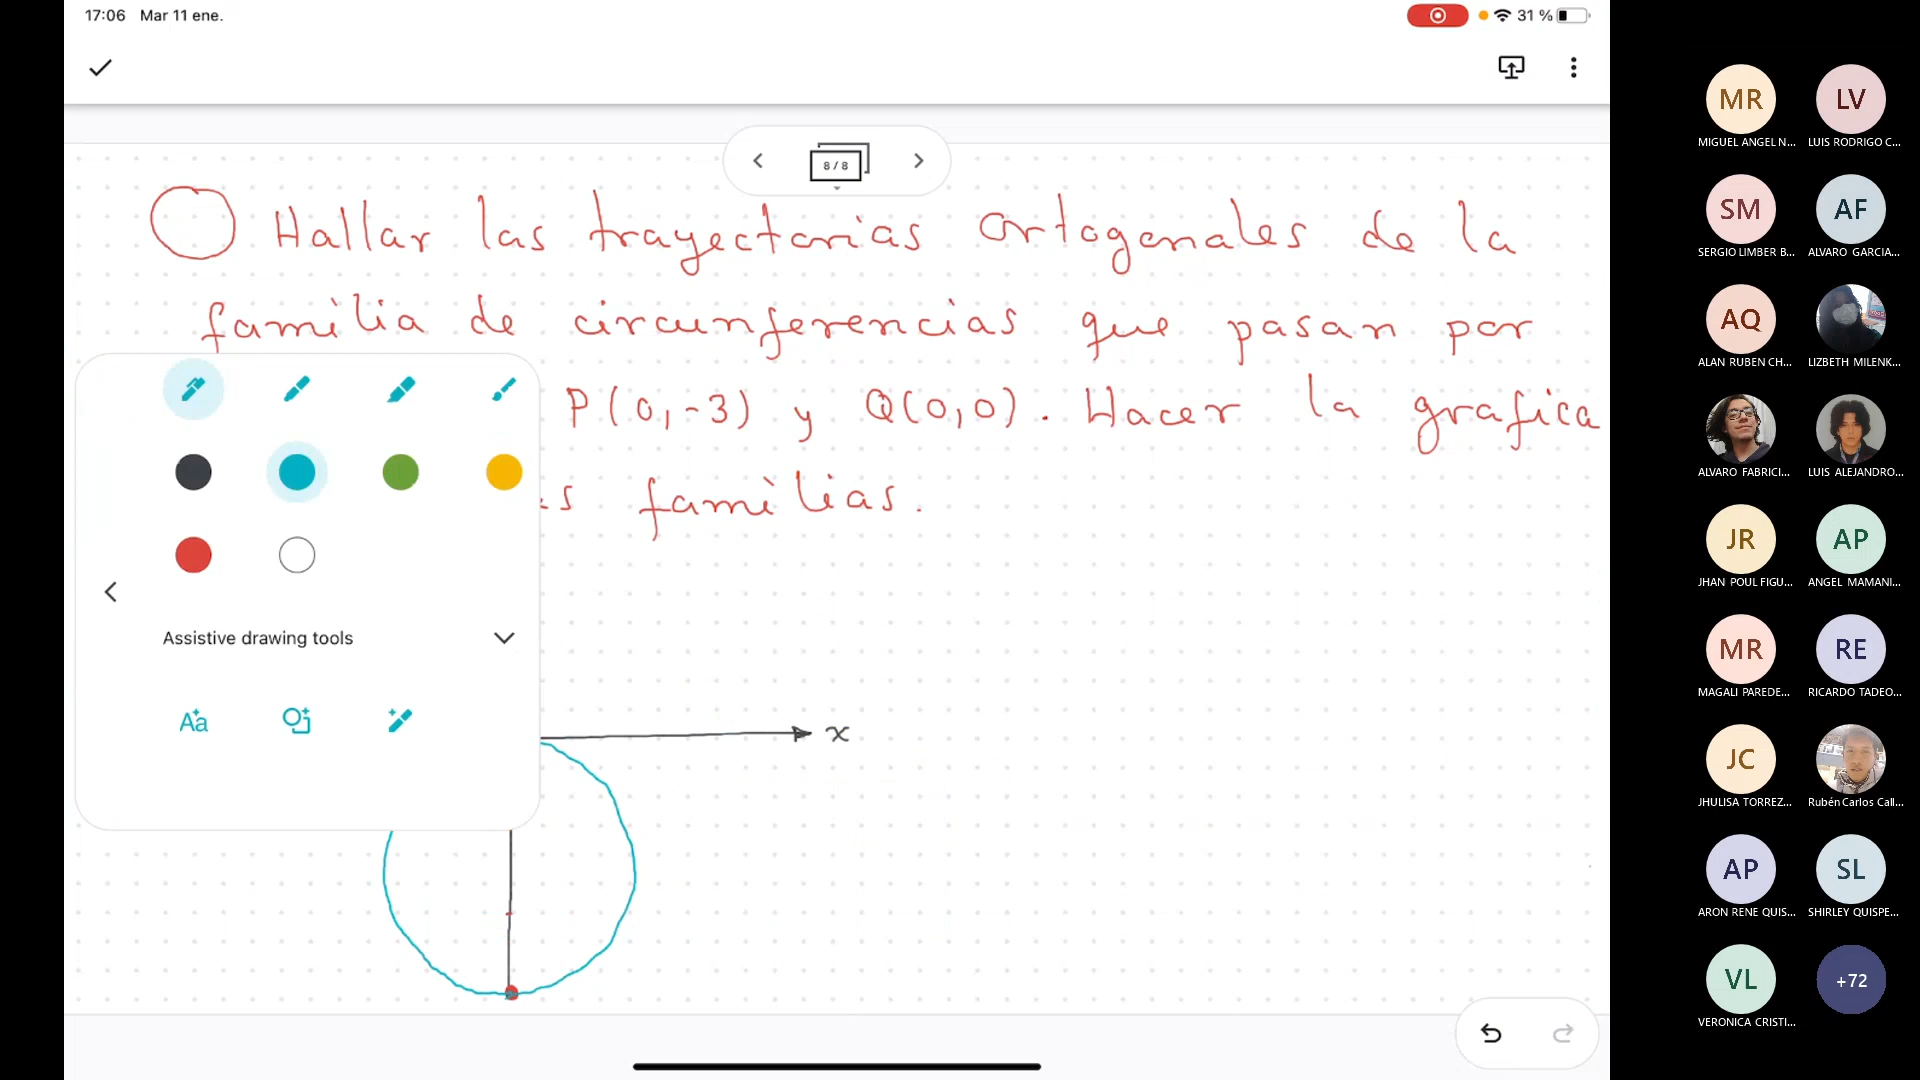 17:06 Mar 11 ene.
31 %
8 / 8
Hallar las trayectorias ortogonales de la
familia de circunferencias que pasan por
P(0,-3) y Q(0,0). Hacer la grafica
s familias.
Assistive drawing tools
Aa
x
MR LV
MIGUEL ANGEL N... LUIS RODRIGO C...
SM AF
SERGIO LIMBER B... ALVARO GARCIA...
AQ
ALAN RUBEN CH... LIZBETH MILENK...
ALVARO FABRICI... LUIS ALEJANDRO...
JR AP
JHAN POUL FIGU... ANGEL MAMANI...
MR RE
MAGALI PAREDE... RICARDO TADEO...
JC
JHULISA TORREZ... Rubén Carlos Call...
AP SL
ARON RENE QUIS... SHIRLEY QUISPE...
VL +72
VERONICA CRISTI...